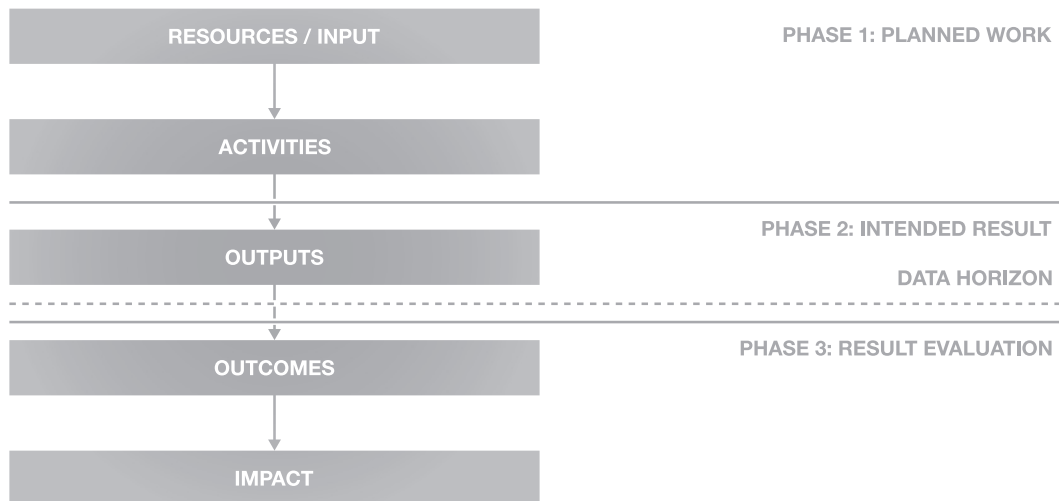 RESOURCES / INPUT
PHASE 1: PLANNED WORK
ACTIVITIES
PHASE 2: INTENDED RESULT
OUTPUTS
DATA HORIZON
PHASE 3: RESULT EVALUATION
OUTCOMES
IMPACT